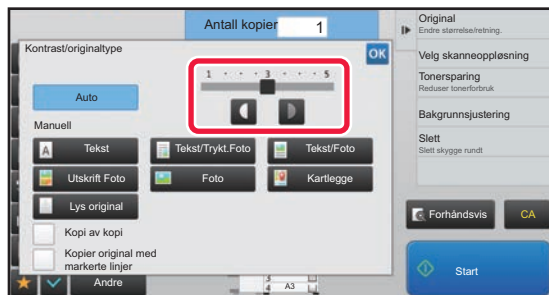 Antall kopier 1
Kontrast/originaltype
OK
1 · · 3 · · 5
Auto
Manuell
Tekst
Tekst/Trykt.Foto
Tekst/Foto
Utskrift Foto
Foto
Kartlegge
Lys original
Kopi av kopi
Kopier original med
markerte linjer
Andre
A3
Original
Endre størrelse/retning.
Velg skanneoppløsning
Tonersparing
Reduser tonerforbruk
Bakgrunnsjustering
Slett
Slett skygge rundt
Forhåndsvis
CA
Start